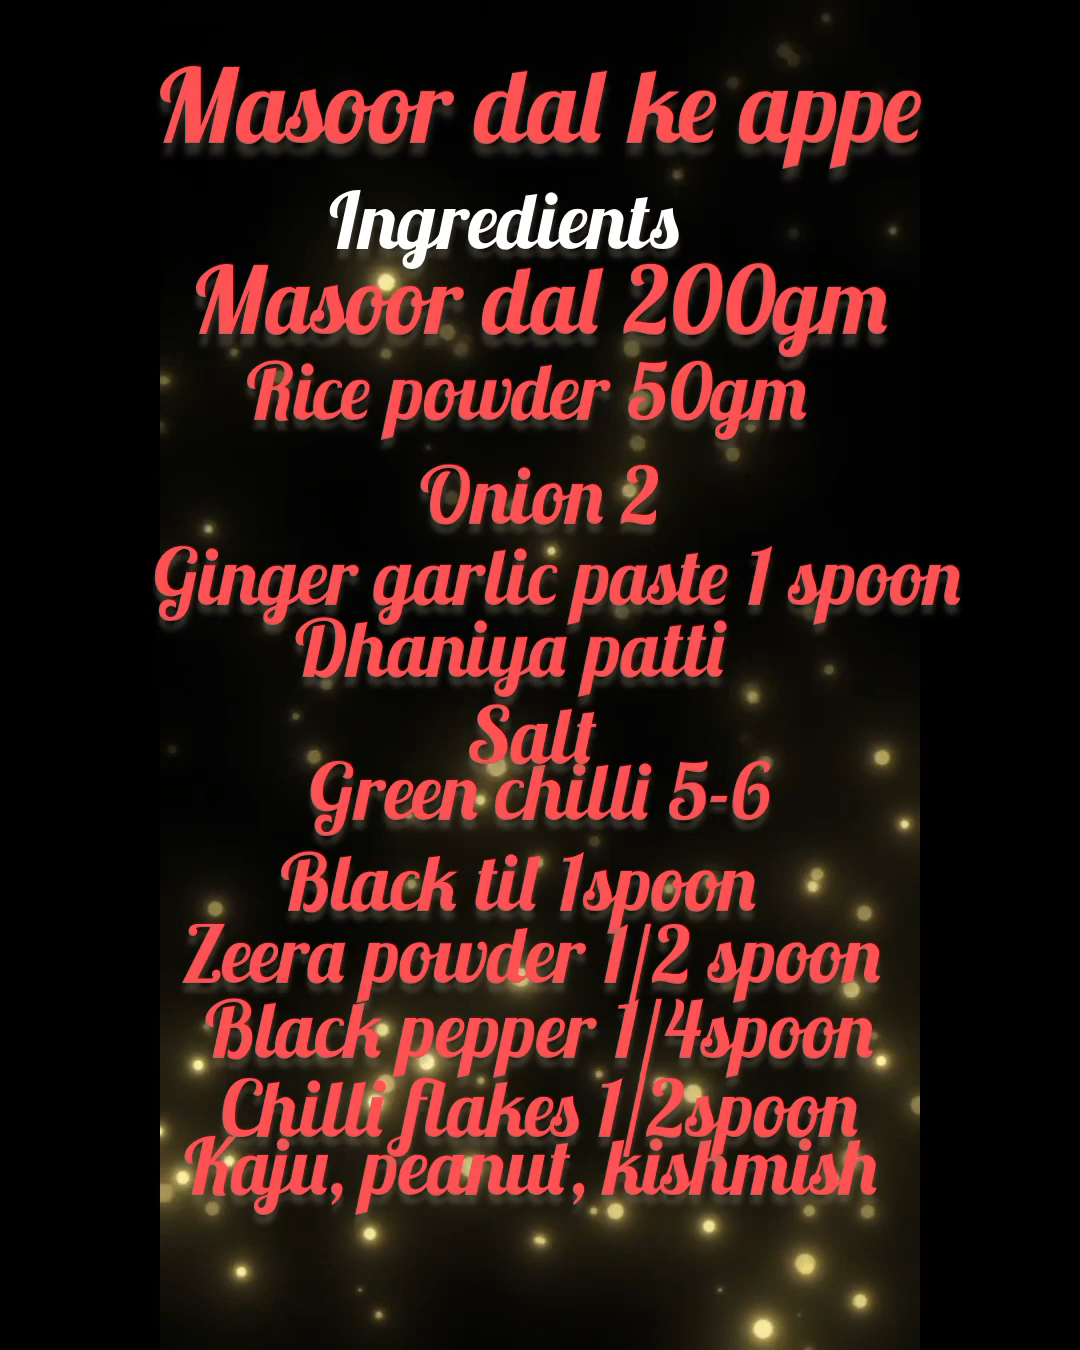 Masoor dal ke appe
Ingredients
Masoor dal 200gm
Rice powder 50gm
Onion 2
Ginger garlic paste 1 spoon
Dhaniya patti
Salt
Green chilli 5-6
Black til 1spoon
Zeera powder 1/2 spoon
Black pepper 1/4spoon
Chilli flakes 1/2spoon
Kaju, peanut, kishmish